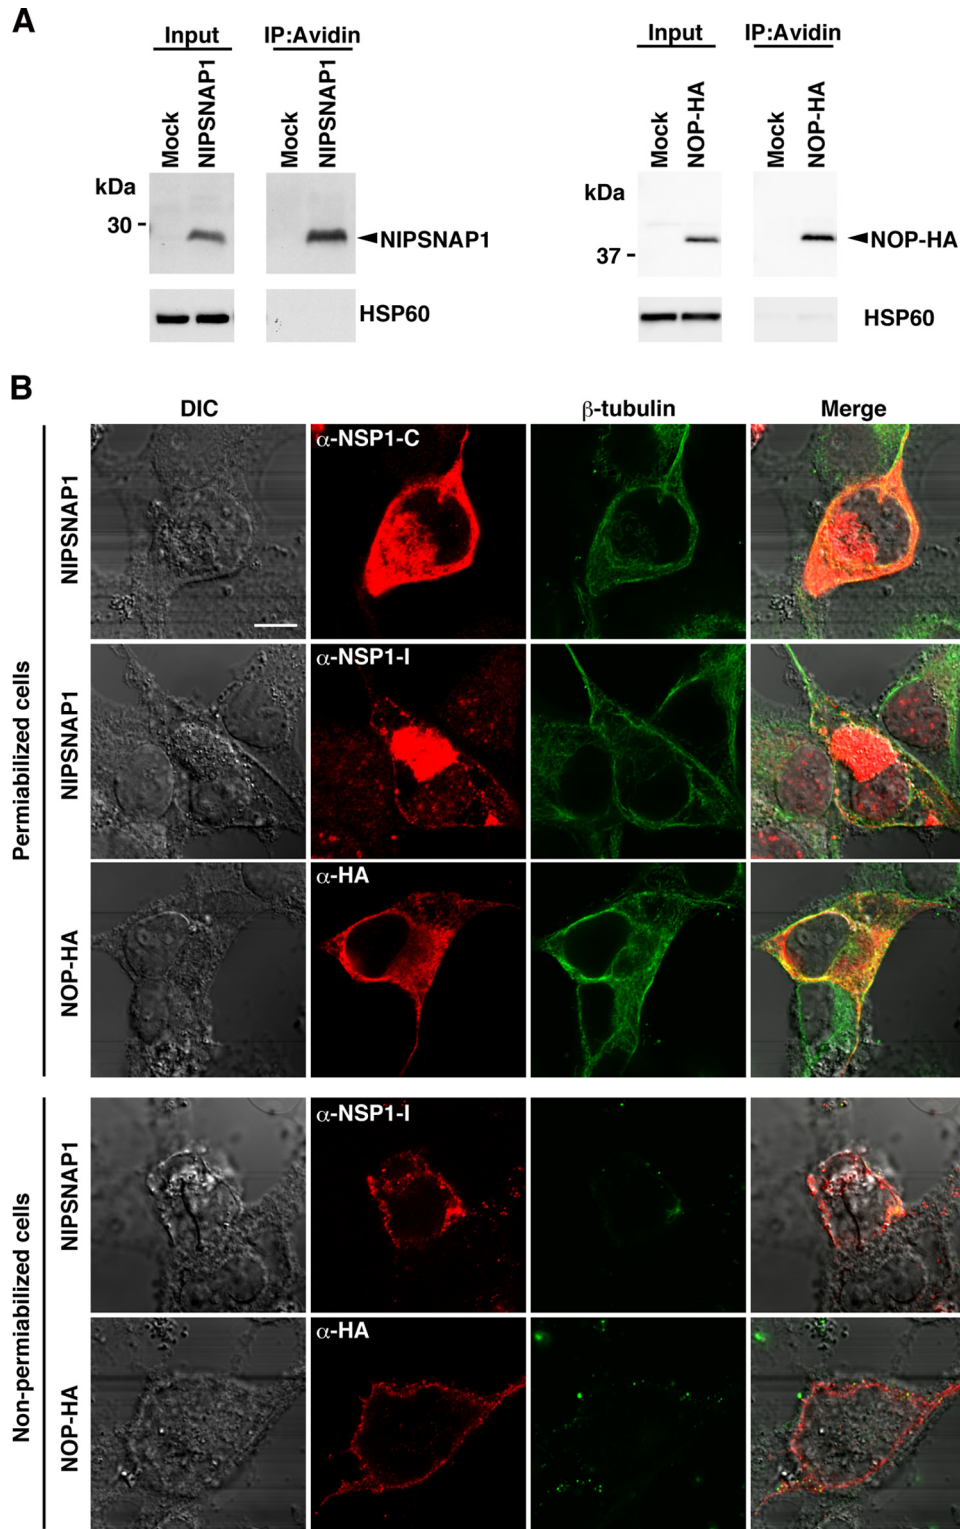 A
Input IP:Avidin Input IP:Avidin
Mock NIPSNAP1 Mock NIPSNAP1 Mock NOP-HA Mock NOP-HA
kDa kDa
30 NIPSNAP1 37 NOP-HA
HSP60 HSP60
B
DIC β-tubulin Merge
Permiabilized cells
NIPSNAP1 α-NSP1-C
NIPSNAP1 α-NSP1-I
NOP-HA α-HA
Non-permiabilized cells
NIPSNAP1 α-NSP1-I
NOP-HA α-HA